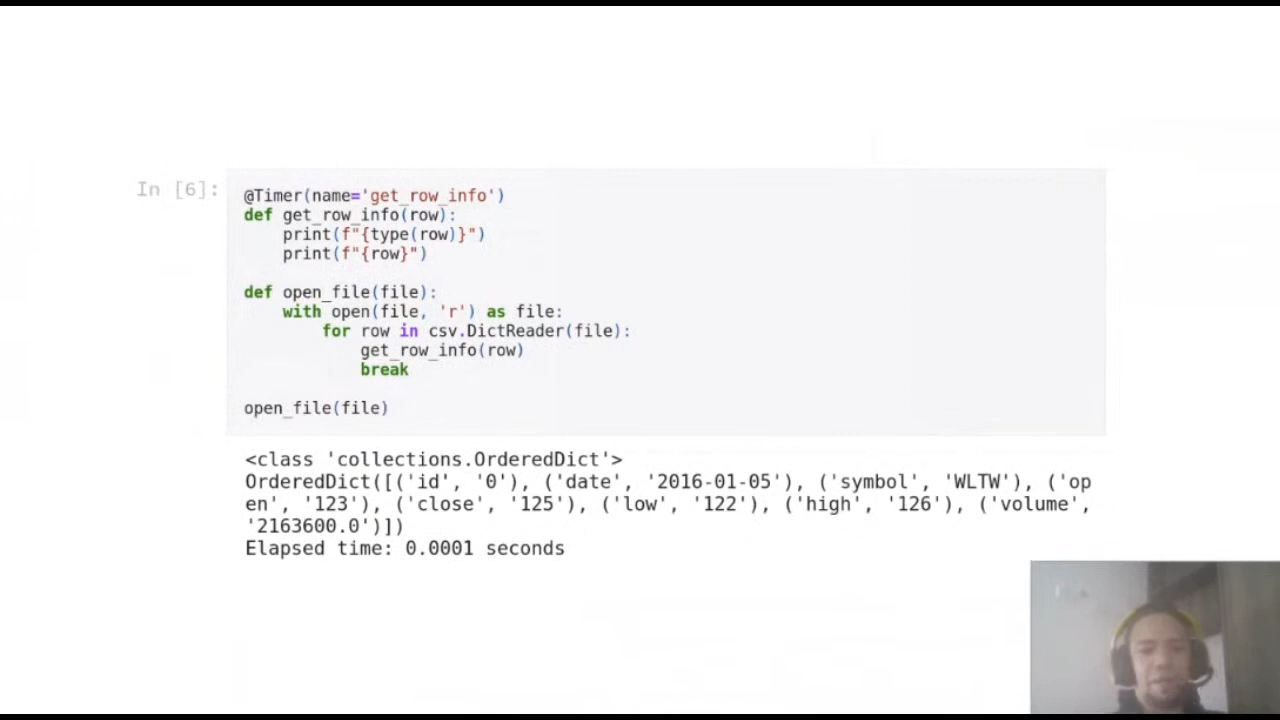 In [6]:
@Timer(name='get_row_info')
def get_row_info(row):
    print(f"{type(row)}")
    print(f"{row}")
def open_file(file):
    with open(file, 'r') as file:
        for row in csv.DictReader(file):
            get_row_info(row)
            break
open_file(file)
<class 'collections.OrderedDict'>
OrderedDict([('id', '0'), ('date', '2016-01-05'), ('symbol', 'WLTW'), ('op
en', '123'), ('close', '125'), ('low', '122'), ('high', '126'), ('volume',
'2163600.0')])
Elapsed time: 0.0001 seconds